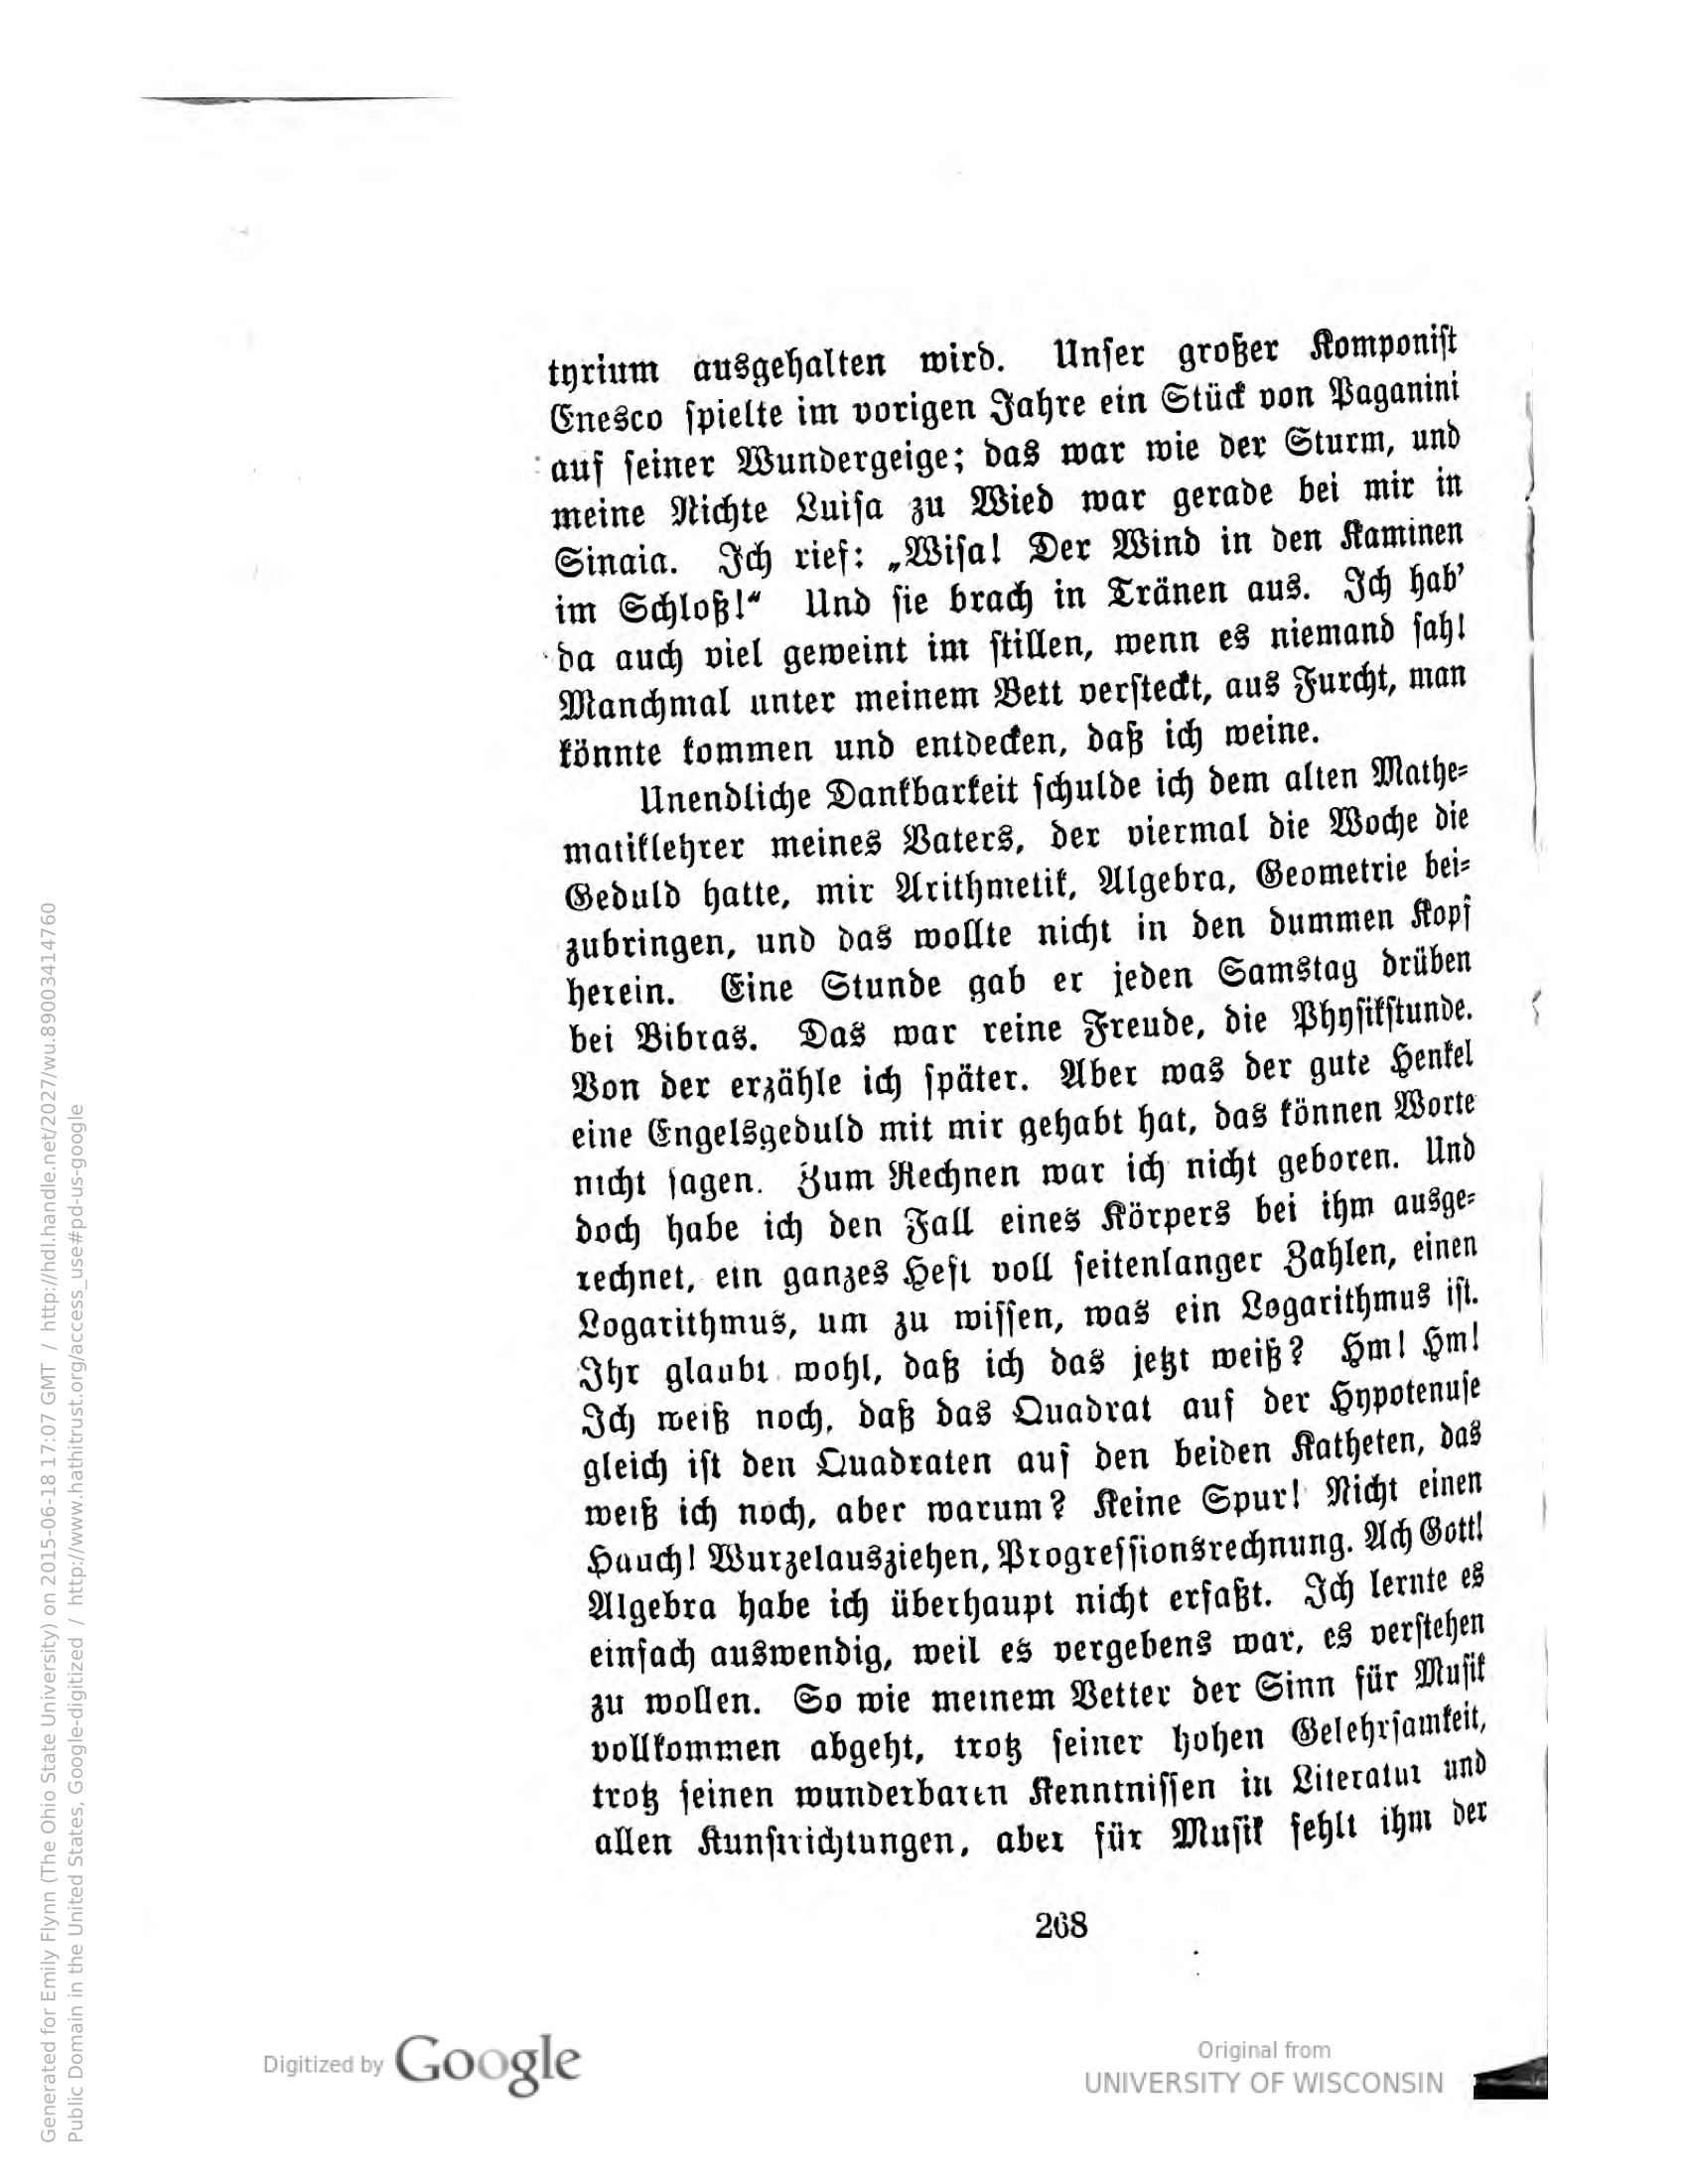 tyrium ausgehalten wird. Unser großer Komponist
Enesco spielte im vorigen Jahre ein Stück von Paganini
auf seiner Wundergeige; das war wie der Sturm, und
meine Nichte Luisa zu Wied war gerade bei mir in
Sinaia. Ich rief: „Wisa! Der Wind in den Kaminen
im Schloß!“ Und sie brach in Tränen aus. Ich hab’
da auch viel geweint im stillen, wenn es niemand sah!
Manchmal unter meinem Bett versteckt, aus Furcht, man
könnte kommen und entdecken, daß ich weine.
Unendliche Dankbarkeit schulde ich dem alten Mathe-
matiklehrer meines Vaters, der viermal die Woche die
Geduld hatte, mir Arithmetik, Algebra, Geometrie bei-
zubringen, und das wollte nicht in den dummen Kopf
herein. Eine Stunde gab er jeden Samstag drüben
bei Bibras. Das war reine Freude, die Physikstunde.
Von der erzähle ich später. Aber was der gute Henkel
eine Engelsgeduld mit mir gehabt hat, das können Worte
nicht sagen. Zum Rechnen war ich nicht geboren. Und
doch habe ich den Fall eines Körpers bei ihm ausge-
rechnet, ein ganzes Heft voll seitenlanger Zahlen, einen
Logarithmus, um zu wissen, was ein Logarithmus ist.
Ihr glaubt wohl, daß ich das jetzt weiß? Hm! Hm!
Ich weiß noch, daß das Quadrat auf der Hypotenuse
gleich ist den Quadraten auf den beiden Katheten, das
weiß ich noch, aber warum? Keine Spur! Nicht einen
Hauch! Wurzelausziehen, Progressionsrechnung. Ach Gott!
Algebra habe ich überhaupt nicht erfaßt. Ich lernte es
einfach auswendig, weil es vergebens war, es verstehen
zu wollen. So wie meinem Vetter der Sinn für Musik
vollkommen abgeht, trotz seiner hohen Gelehrsamkeit,
trotz seinen wunderbaren Kenntnissen in Literatur und
allen Kunstrichtungen, aber für Musik fehlt ihm der
268
Digitized by Google
Original from
UNIVERSITY OF WISCONSIN
Generated for Emily Flynn (The Ohio State University) on 2015-06-18 17:07 GMT / http://hdl.handle.net/2027/wu.89003414760
Public Domain in the United States, Google-digitized / http://www.hathitrust.org/access_use#pd-us-google